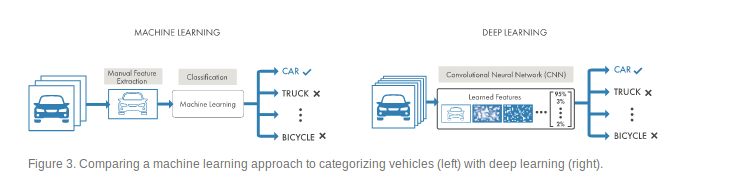 MACHINE LEARNING
Manual Feature
Extraction
Classification
Machine Learning
CAR ✓
TRUCK ✕
⋮
BICYCLE ✕
DEEP LEARNING
Convolutional Neural Network (CNN)
Learned Features
95%
3%
⋮
2%
CAR ✓
TRUCK ✕
⋮
BICYCLE ✕
Figure 3. Comparing a machine learning approach to categorizing vehicles (left) with deep learning (right).